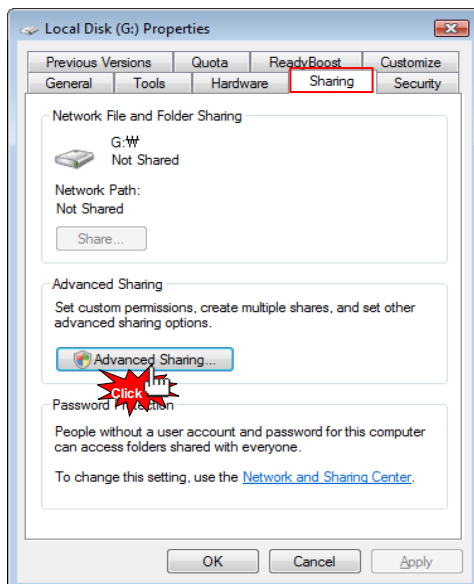 Local Disk (G:) Properties
Previous Versions
Quota
ReadyBoost
Customize
General
Tools
Hardware
Sharing
Security
Network File and Folder Sharing
G:₩
Not Shared
Network Path:
Not Shared
Share...
Advanced Sharing
Set custom permissions, create multiple shares, and set other
advanced sharing options.
Advanced Sharing...
Click
Password Protection
People without a user account and password for this computer
can access folders shared with everyone.
To change this setting, use the Network and Sharing Center.
OK
Cancel
Apply